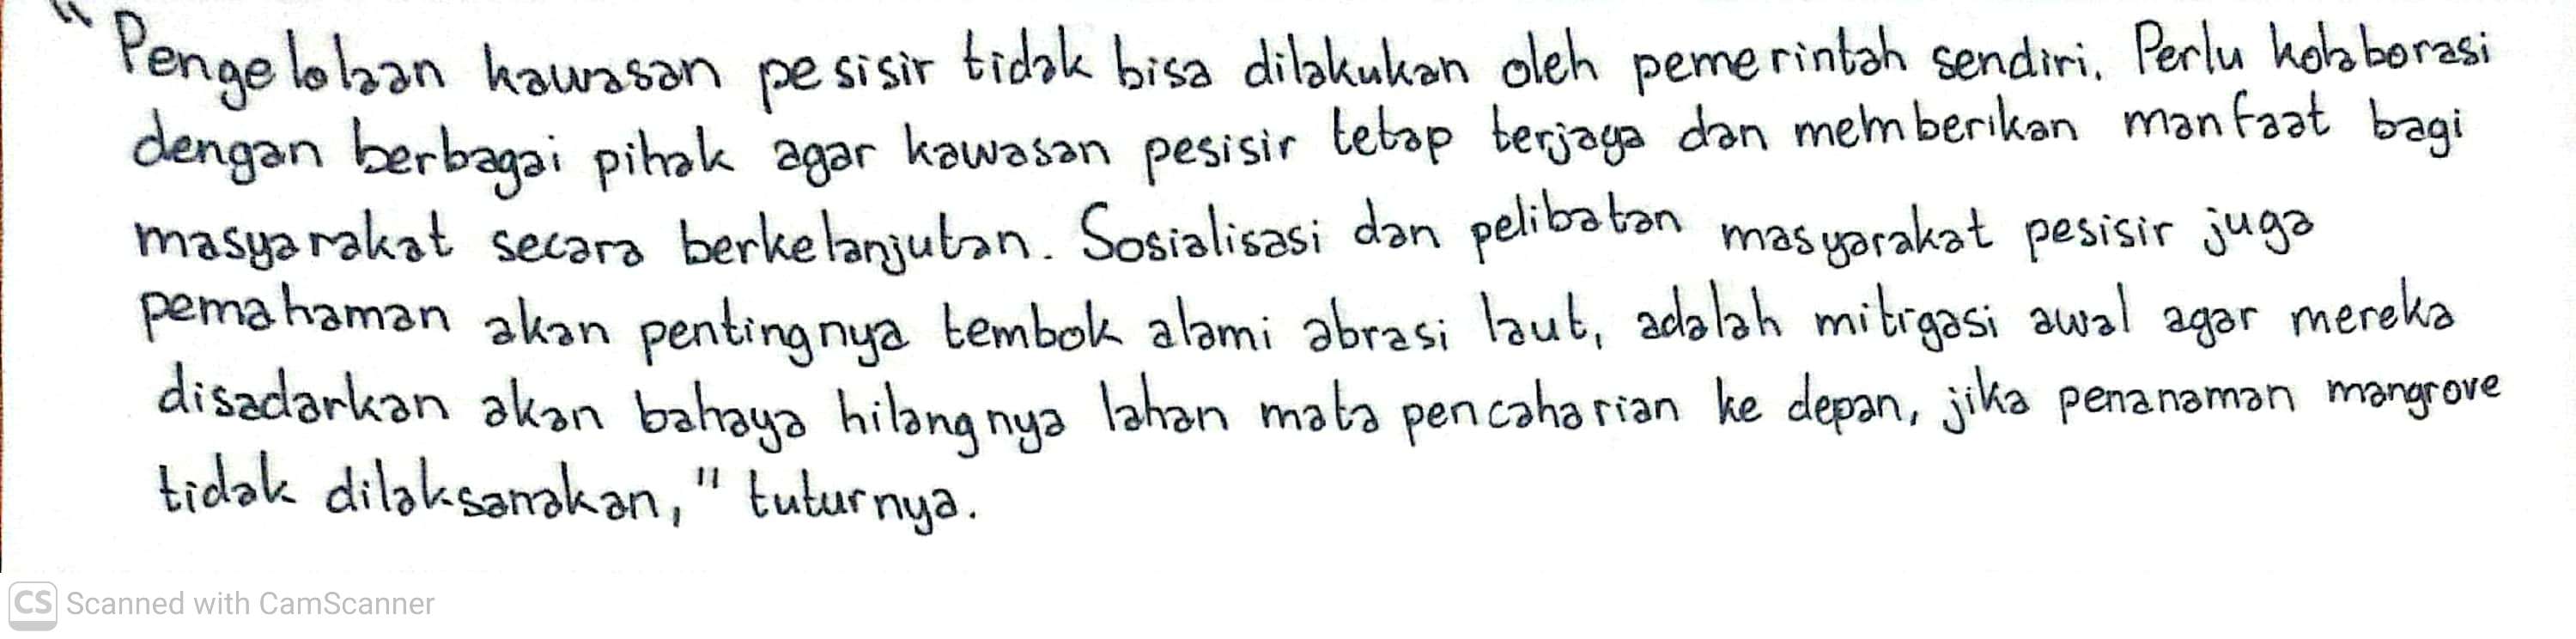 "Pengelolaan kawasan pesisir tidak bisa dilakukan oleh pemerintah sendiri. Perlu kolaborasi
dengan berbagai pihak agar kawasan pesisir tetap terjaga dan memberikan manfaat bagi
masyarakat secara berkelanjutan. Sosialisasi dan pelibatan masyarakat pesisir juga
pemahaman akan pentingnya tembok alami abrasi laut, adalah mitigasi awal agar mereka
disadarkan akan bahaya hilangnya lahan mata pencaharian ke depan, jika penanaman mangrove
tidak dilaksanakan," tuturnya.
CS Scanned with CamScanner